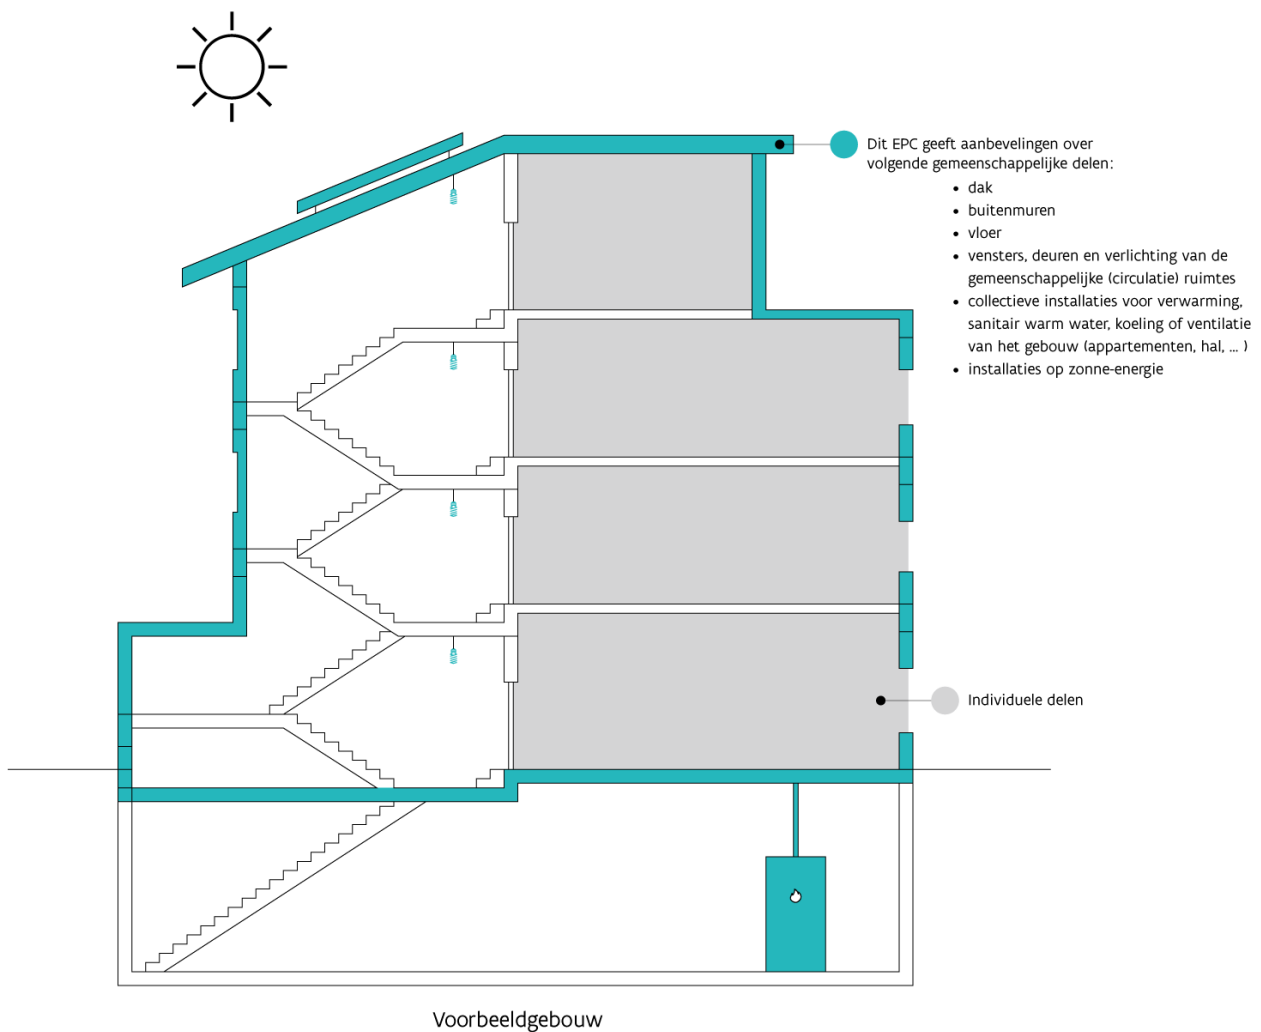 Dit EPC geeft aanbevelingen over
volgende gemeenschappelijke delen:
• dak
• buitenmuren
• vloer
• vensters, deuren en verlichting van de
gemeenschappelijke (circulatie) ruimtes
• collectieve installaties voor verwarming,
sanitair warm water, koeling of ventilatie
van het gebouw (appartementen, hal, ... )
• installaties op zonne-energie
Individuele delen
Voorbeeldgebouw